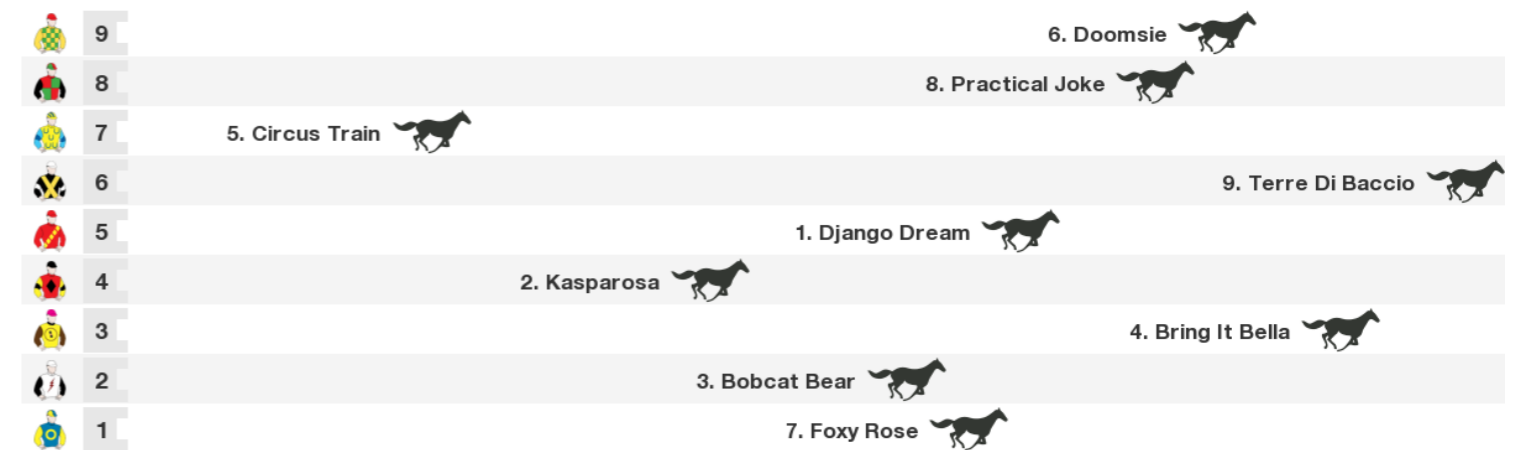 9 6. Doomsie
8 8. Practical Joke
7 5. Circus Train
6 9. Terre Di Baccio
5 1. Django Dream
4 2. Kasparosa
3 4. Bring It Bella
2 3. Bobcat Bear
1 7. Foxy Rose